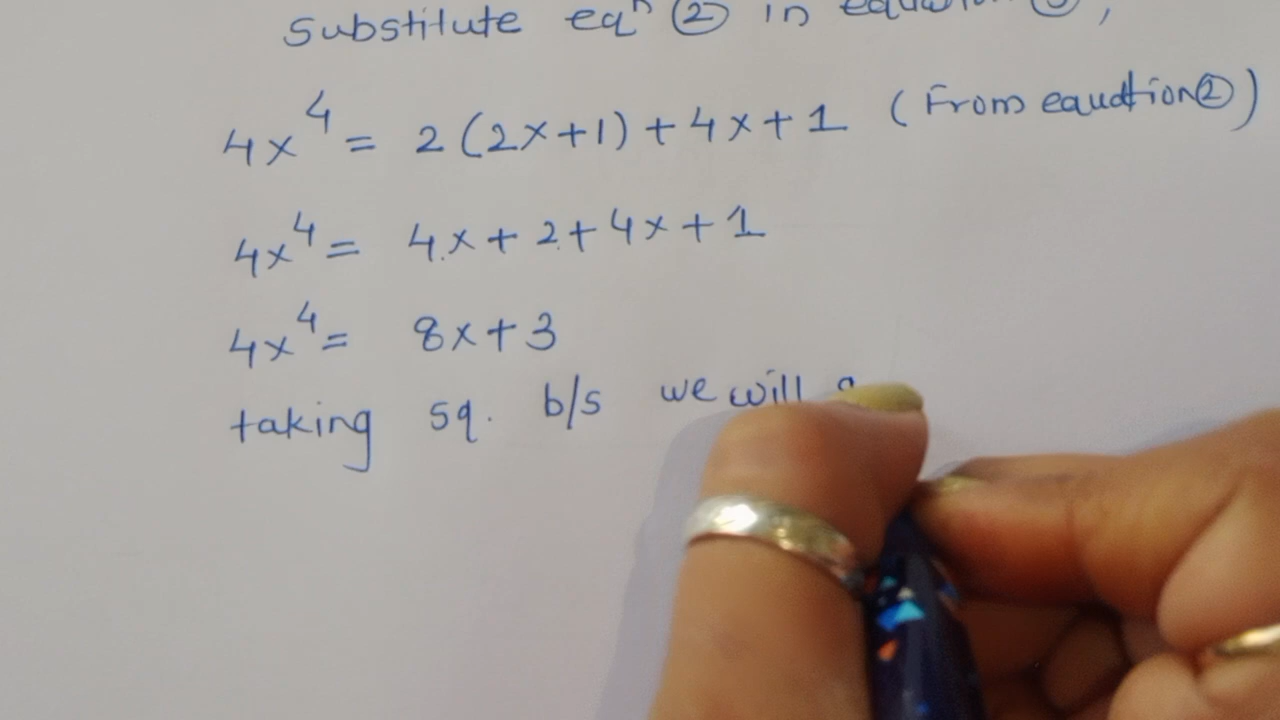 Substitute eqⁿ ② in
4x⁴ = 2(2x+1)+4x+1 (From eauation②)
4x⁴ = 4x+2+4x+1
4x⁴ = 8x+3
taking sq. b/s we will